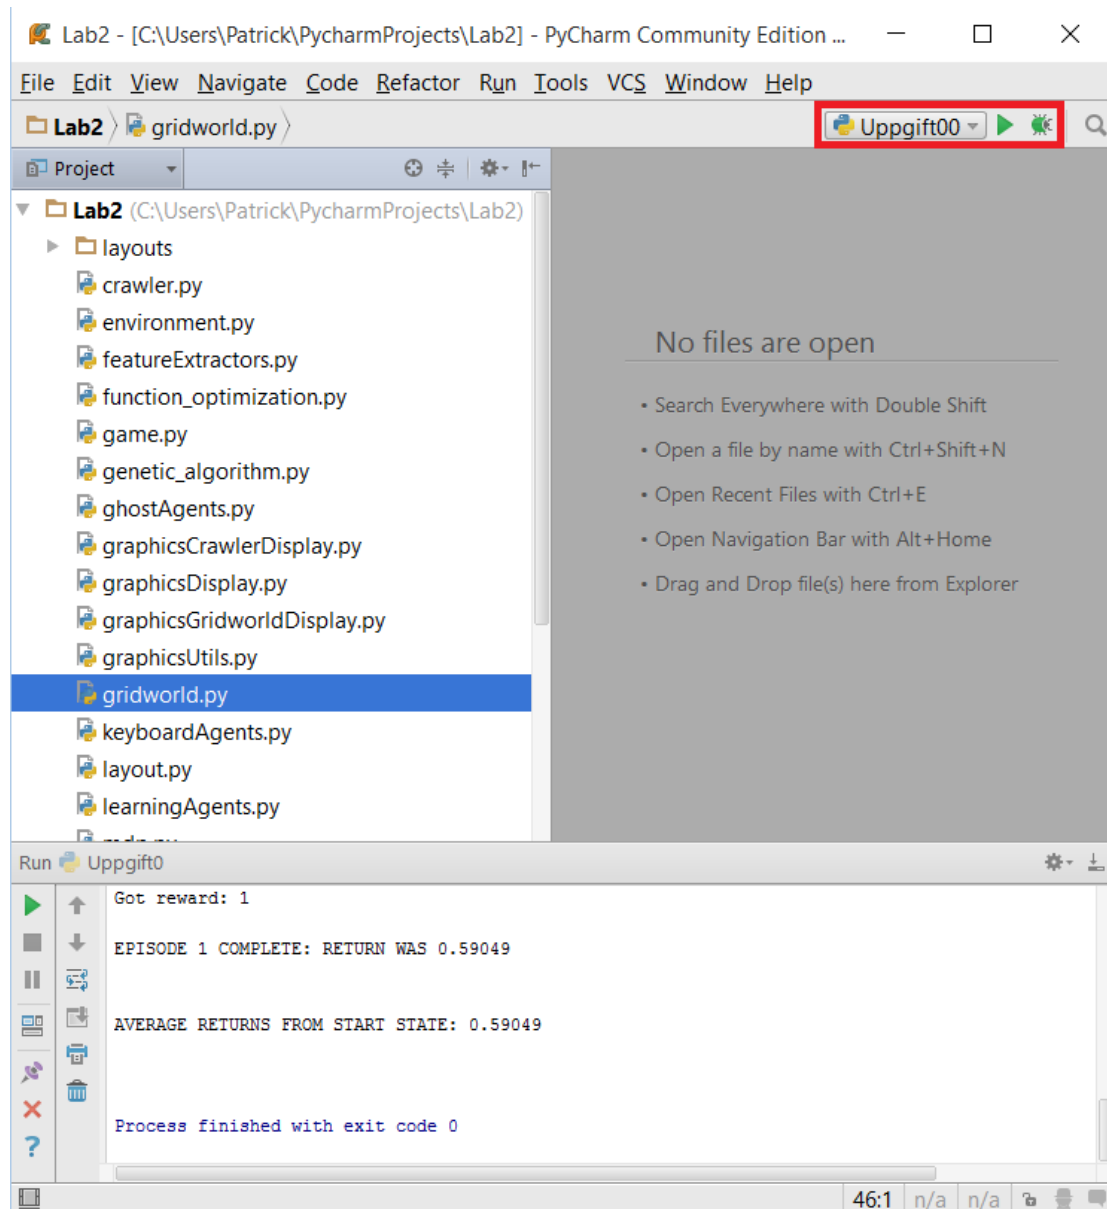 Lab2 - [C:\Users\Patrick\PycharmProjects\Lab2] - PyCharm Community Edition ...
File Edit View Navigate Code Refactor Run Tools VCS Window Help
Lab2 gridworld.py Uppgift00
Project
Lab2 (C:\Users\Patrick\PycharmProjects\Lab2)
layouts
crawler.py
environment.py
featureExtractors.py
function_optimization.py
game.py
genetic_algorithm.py
ghostAgents.py
graphicsCrawlerDisplay.py
graphicsDisplay.py
graphicsGridworldDisplay.py
graphicsUtils.py
gridworld.py
keyboardAgents.py
layout.py
learningAgents.py
No files are open
• Search Everywhere with Double Shift
• Open a file by name with Ctrl+Shift+N
• Open Recent Files with Ctrl+E
• Open Navigation Bar with Alt+Home
• Drag and Drop file(s) here from Explorer
Run Uppgift0
Got reward: 1
EPISODE 1 COMPLETE: RETURN WAS 0.59049
AVERAGE RETURNS FROM START STATE: 0.59049
Process finished with exit code 0
46:1 n/a n/a